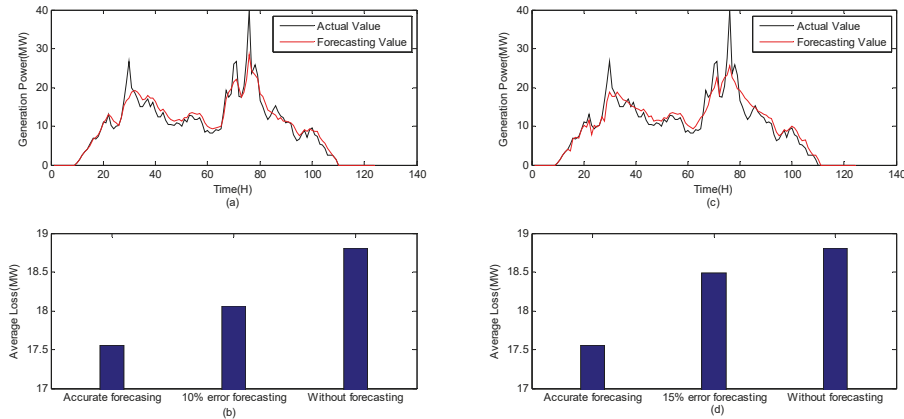 40
30
20
10
0
Generation Power(MW)
Actual Value
Forecasting Value
0 20 40 60 80 100 120 140
Time(H)
(a)
40
30
20
10
0
Generation Power(MW)
Actual Value
Forecasting Value
0 20 40 60 80 100 120 140
Time(H)
(c)
19
18.5
18
17.5
17
Average Loss(MW)
Accurate forecasing 10% error forecasting Without forecasting
(b)
19
18.5
18
17.5
17
Average Loss(MW)
Accurate forecasing 15% error forecasting Without forecasting
(d)